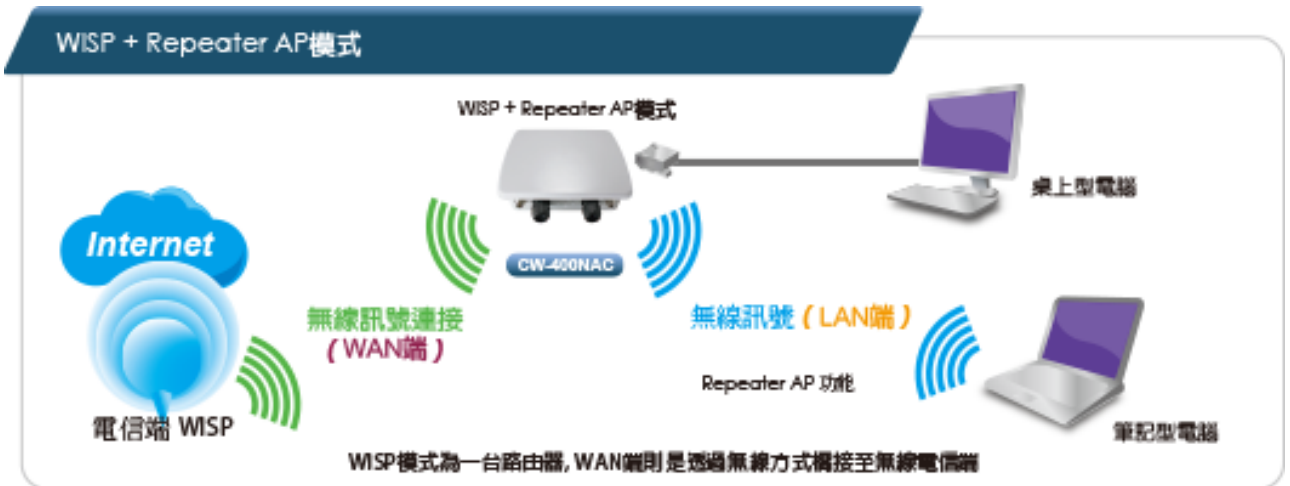 WISP + Repeater AP模式
WISP + Repeater AP模式
桌上型電腦
Internet
CW-400NAC
無線訊號連接
(WAN端)
無線訊號(LAN端)
Repeater AP 功能
電信端 WISP
筆記型電腦
WISP模式為一台路由器, WAN端則是透過無線方式橋接至無線電信端